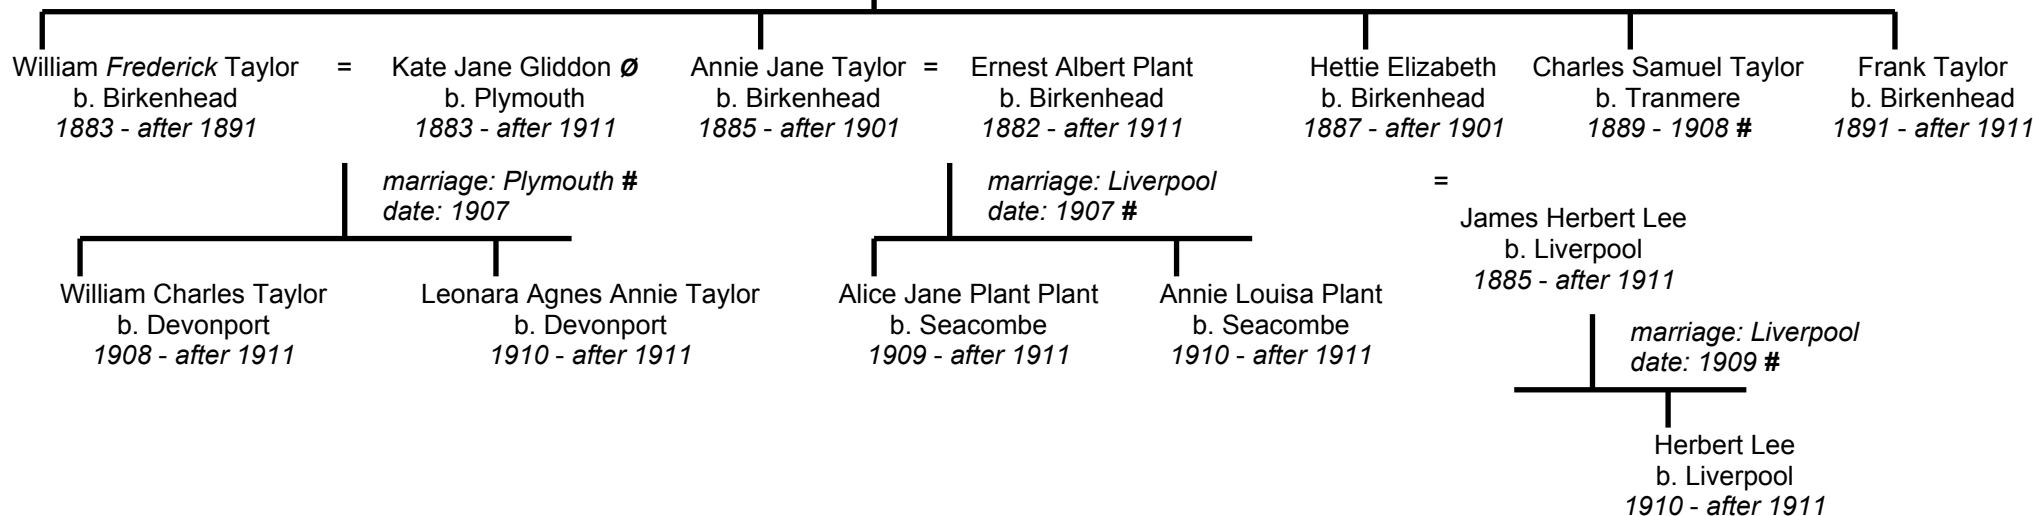 William Frederick Taylor = Kate Jane Gliddon Ø Annie Jane Taylor = Ernest Albert Plant Hettie Elizabeth Charles Samuel Taylor Frank Taylor
b. Birkenhead b. Plymouth b. Birkenhead b. Birkenhead b. Birkenhead b. Tranmere b. Birkenhead
1883 - after 1891 1883 - after 1911 1885 - after 1901 1882 - after 1911 1887 - after 1901 1889 - 1908 # 1891 - after 1911
marriage: Plymouth # marriage: Liverpool =
date: 1907 date: 1907 #
James Herbert Lee
b. Liverpool
1885 - after 1911
William Charles Taylor Leonara Agnes Annie Taylor Alice Jane Plant Plant Annie Louisa Plant
b. Devonport b. Devonport b. Seacombe b. Seacombe
1908 - after 1911 1910 - after 1911 1909 - after 1911 1910 - after 1911
marriage: Liverpool
date: 1909 #
Herbert Lee
b. Liverpool
1910 - after 1911